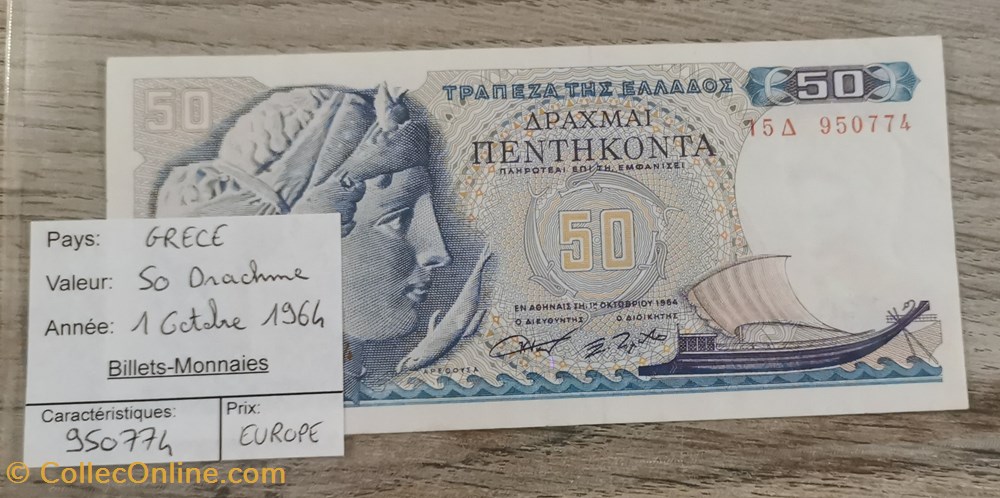 50
ΤΡΑΠΕΖΑ ΤΗΣ ΕΛΛΑΔΟΣ
50
ΔΡΑΧΜΑΙ
15Δ 950774
ΠΕΝΤΗΚΟΝΤΑ
ΠΛΗΡΩΤΕΑΙ ΕΠΙ ΤΗ ΕΜΦΑΝΙΣΕΙ
50
ΕΝ ΑΘΗΝΑΙΣ ΤΗ 1η ΟΚΤΩΒΡΙΟΥ 1964
Ο ΔΙΕΥΘΥΝΤΗΣ Ο ΔΙΟΙΚΗΤΗΣ
ΑΡΕΘΟΥΣΑ
Pays: GRECE
Valeur: 50 Drachme
Année: 1 Octobre 1964
Billets-Monnaies
Caractéristiques: Prix:
950774 EUROPE
© CollecOnline.com